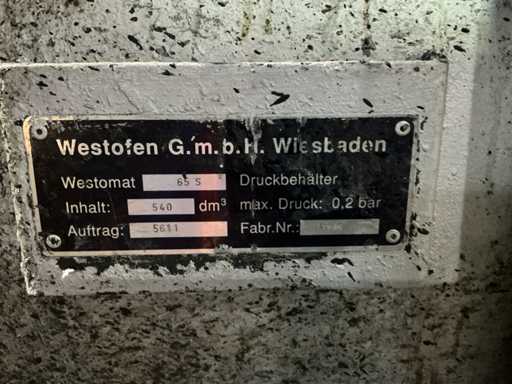 Westofen G.m.b.H. Wiesbaden
Westomat 65 S Druckbehälter
Inhalt: 540 dm³ max. Druck: 0,2 bar
Auftrag: 5611 Fabr.Nr.: